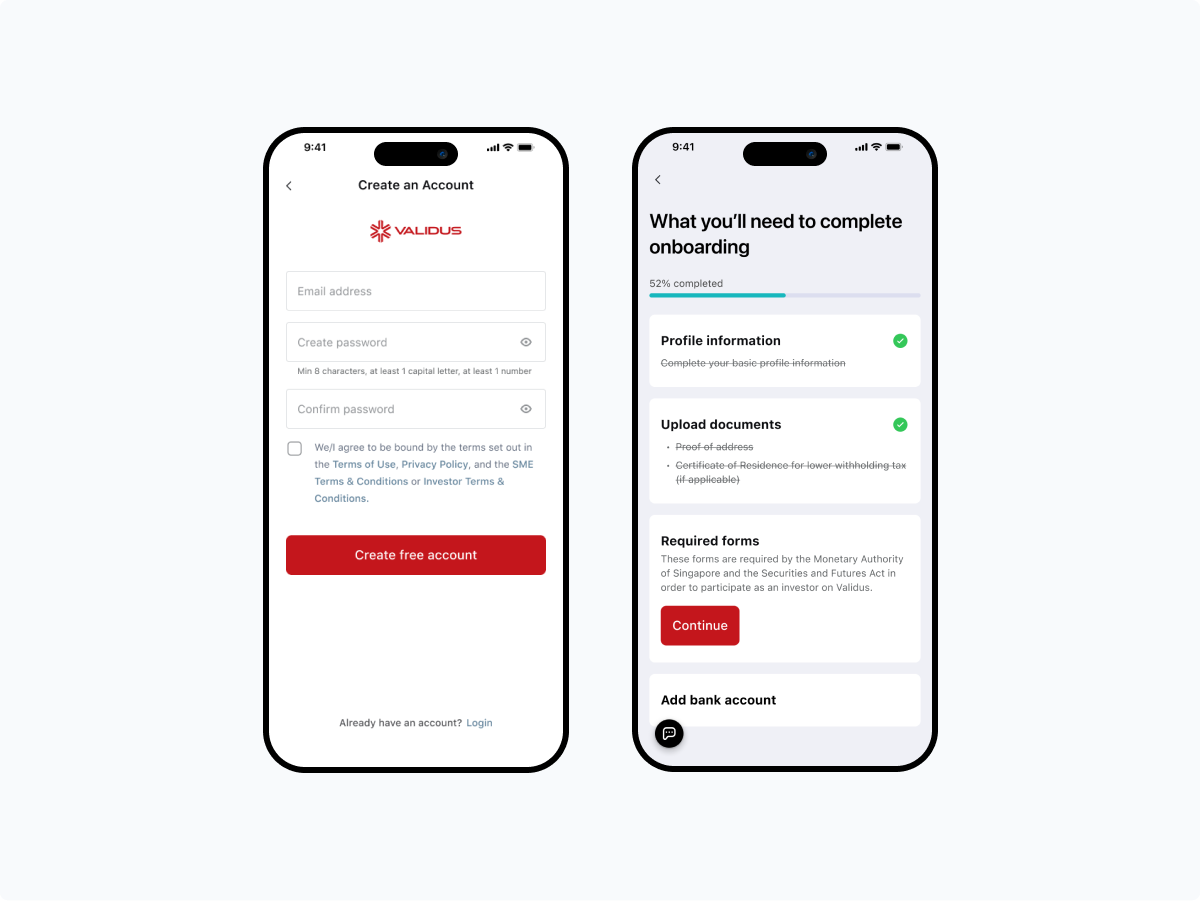 9:41
Create an Account
VALIDUS
Email address
Create password
Min 8 characters, at least 1 capital letter, at least 1 number
Confirm password
We/I agree to be bound by the terms set out in
the Terms of Use, Privacy Policy, and the SME
Terms & Conditions or Investor Terms &
Conditions.
Create free account
Already have an account? Login
9:41
What you’ll need to complete
onboarding
52% completed
Profile information
Complete your basic profile information
Upload documents
• Proof of address
• Certificate of Residence for lower withholding tax
(if applicable)
Required forms
These forms are required by the Monetary Authority
of Singapore and the Securities and Futures Act in
order to participate as an investor on Validus.
Continue
Add bank account